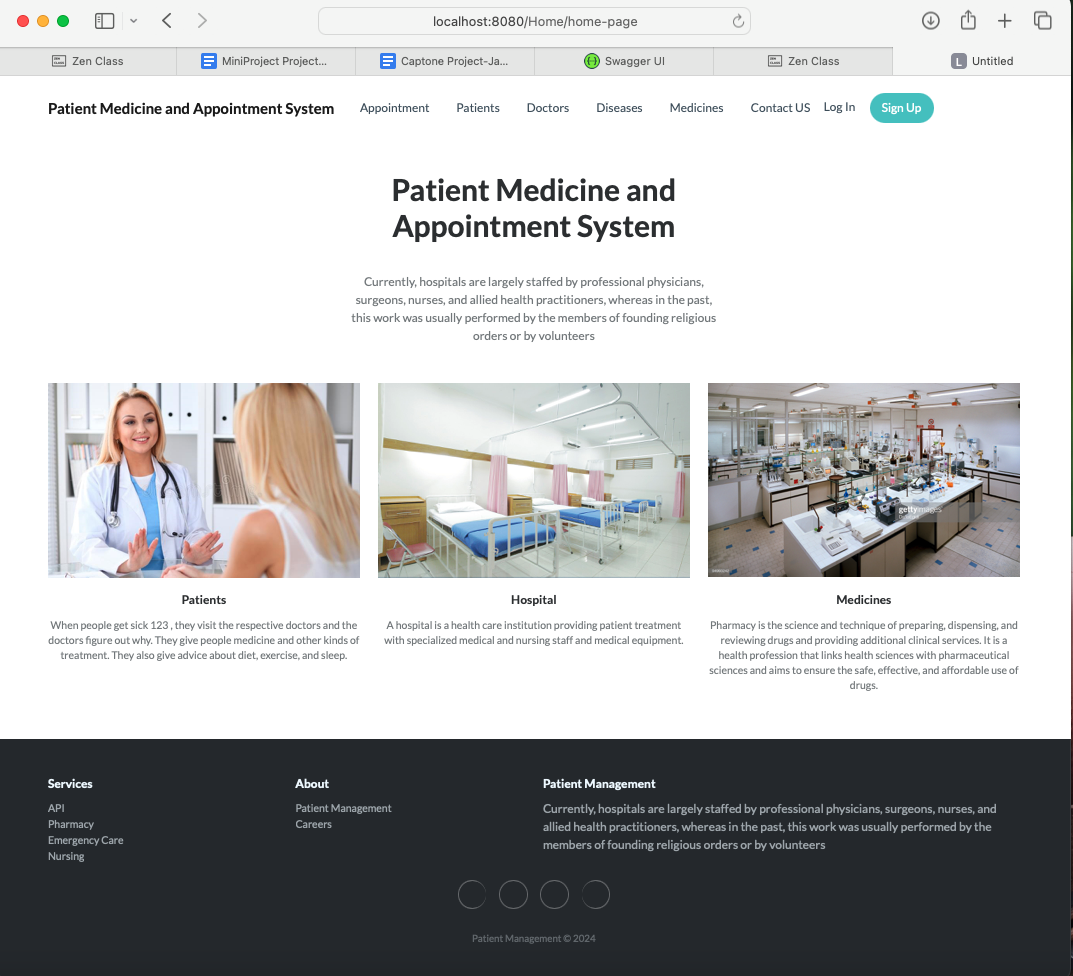 localhost:8080/Home/home-page
Zen Class
MiniProject Project...
Captone Project-Ja...
Swagger UI
Zen Class
L Untitled
Patient Medicine and Appointment System
Appointment
Patients
Doctors
Diseases
Medicines
Contact US
Log In
Sign Up
Patient Medicine and
Appointment System
Currently, hospitals are largely staffed by professional physicians,
surgeons, nurses, and allied health practitioners, whereas in the past,
this work was usually performed by the members of founding religious
orders or by volunteers
gettyimages
Patients
When people get sick 123 , they visit the respective doctors and the
doctors figure out why. They give people medicine and other kinds of
treatment. They also give advice about diet, exercise, and sleep.
Hospital
A hospital is a health care institution providing patient treatment
with specialized medical and nursing staff and medical equipment.
Medicines
Pharmacy is the science and technique of preparing, dispensing, and
reviewing drugs and providing additional clinical services. It is a
health profession that links health sciences with pharmaceutical
sciences and aims to ensure the safe, effective, and affordable use of
drugs.
Services
API
Pharmacy
Emergency Care
Nursing
About
Patient Management
Careers
Patient Management
Currently, hospitals are largely staffed by professional physicians, surgeons, nurses, and
allied health practitioners, whereas in the past, this work was usually performed by the
members of founding religious orders or by volunteers
Patient Management © 2024